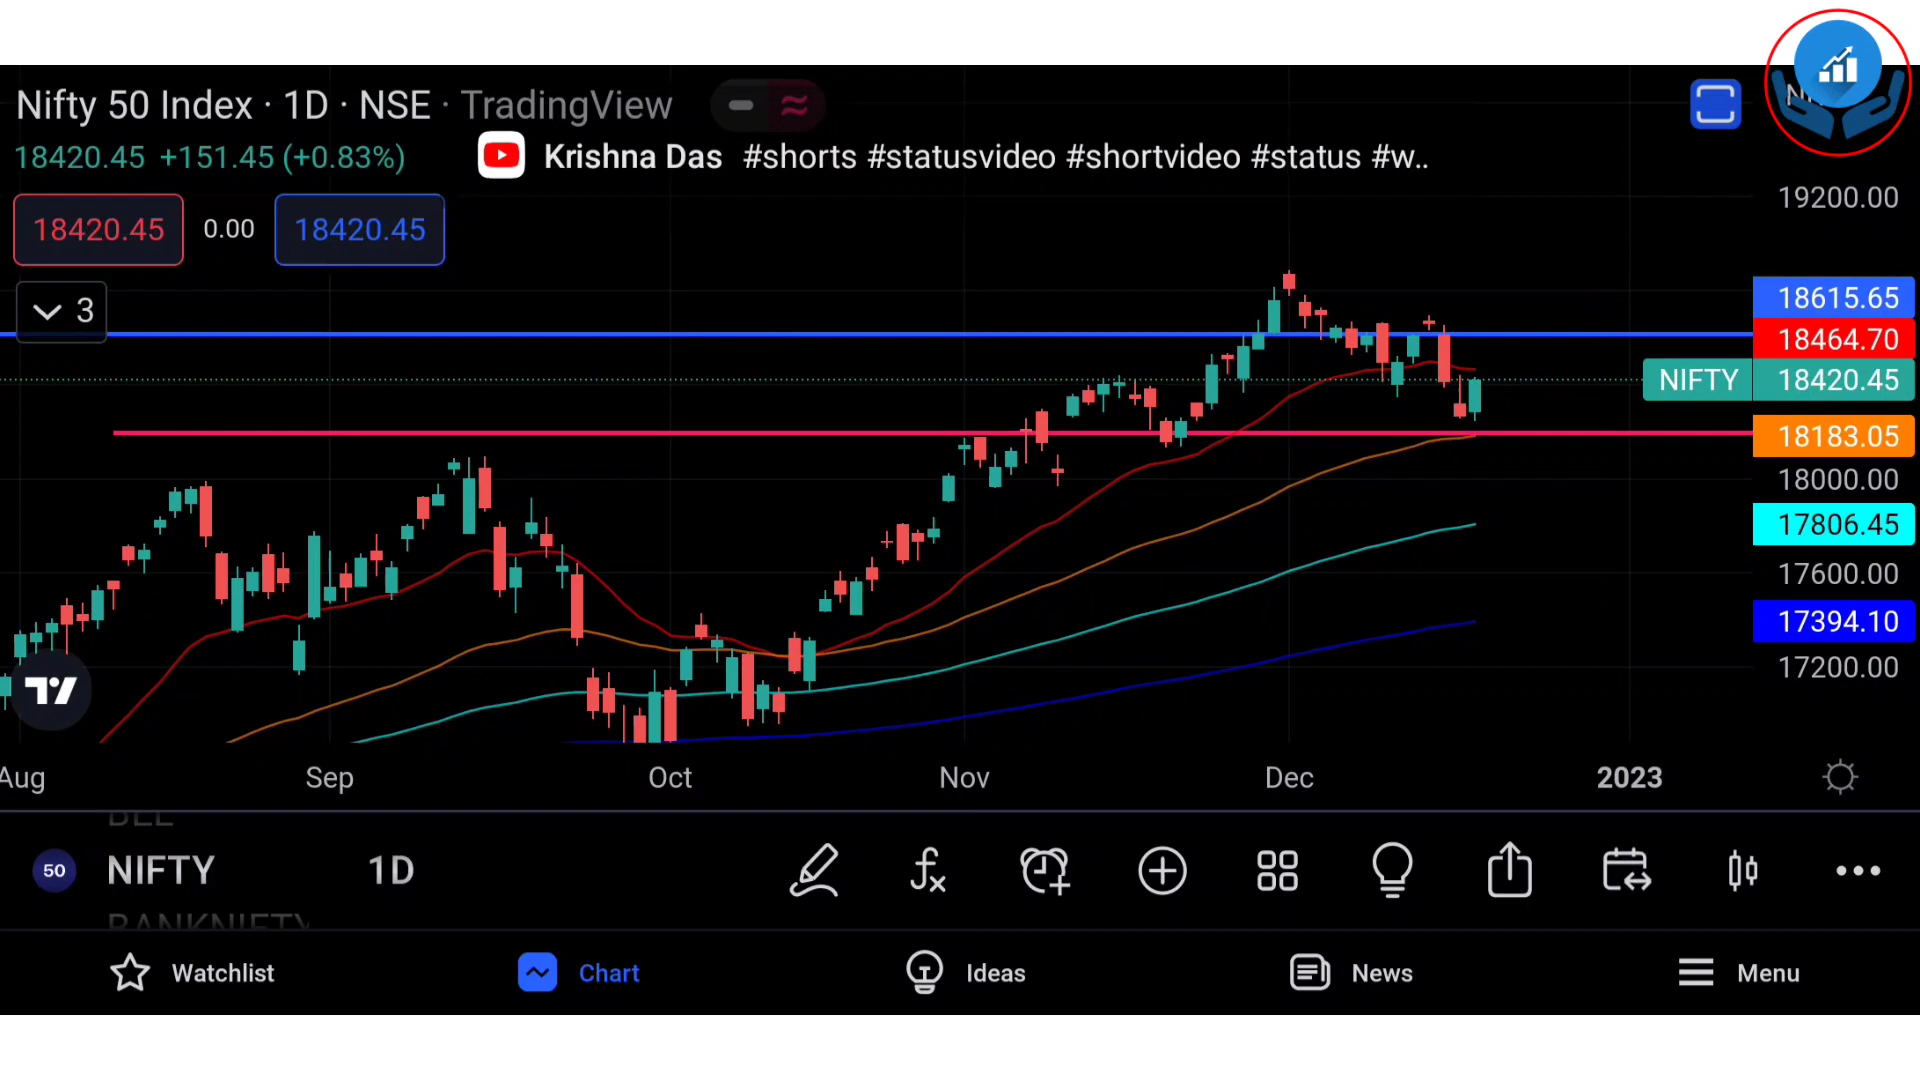 Nifty 50 Index · 1D · NSE · TradingView
18420.45 +151.45 (+0.83%)
Krishna Das #shorts #statusvideo #shortvideo #status #w..
18420.45 0.00 18420.45
3
19200.00
18615.65
18464.70
NIFTY 18420.45
18183.05
18000.00
17806.45
17600.00
17394.10
17200.00
Aug Sep Oct Nov Dec 2023
50 NIFTY 1D
BANKNIFTY
Watchlist Chart Ideas News Menu